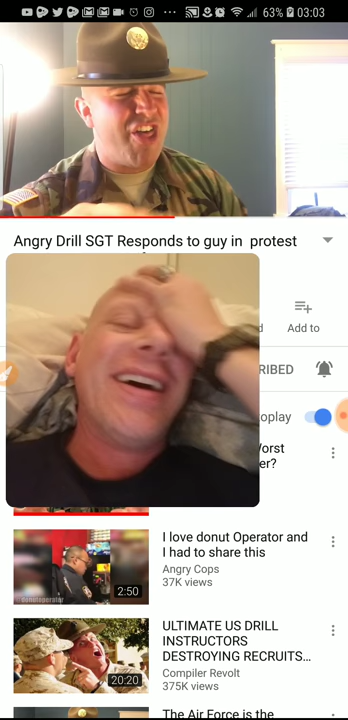 63% 03:03
Angry Drill SGT Responds to guy in protest
Add to
RIBED
oplay
Vorst
er?
I love donut Operator and
I had to share this
Angry Cops
37K views
2:50
donutoperator
ULTIMATE US DRILL
INSTRUCTORS
DESTROYING RECRUITS...
Compiler Revolt
375K views
20:20
The Air Force is the